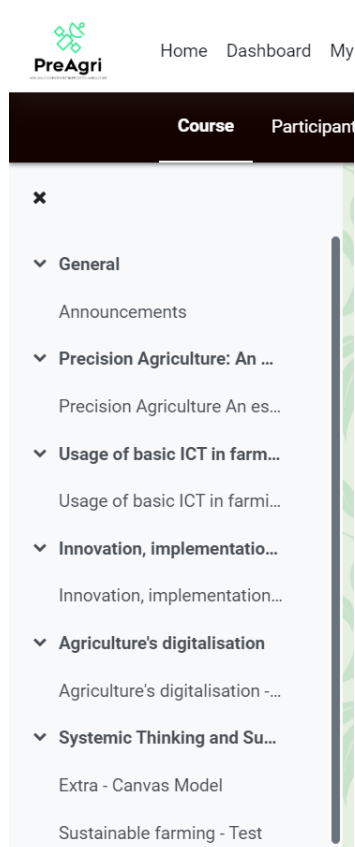 PreAgri
Home Dashboard My
Course Participant
General
Announcements
Precision Agriculture: An ...
Precision Agriculture An es...
Usage of basic ICT in farm...
Usage of basic ICT in farmi...
Innovation, implementatio...
Innovation, implementation...
Agriculture's digitalisation
Agriculture's digitalisation -...
Systemic Thinking and Su...
Extra - Canvas Model
Sustainable farming - Test